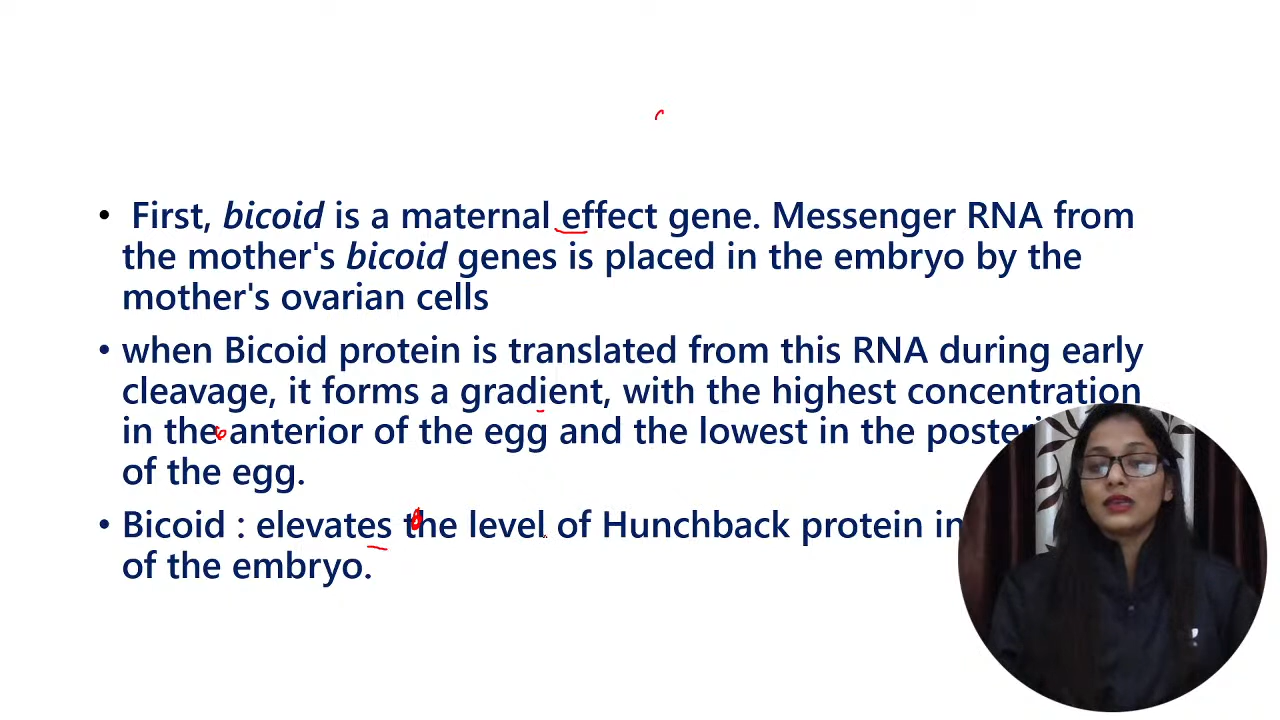 • First, bicoid is a maternal effect gene. Messenger RNA from
the mother's bicoid genes is placed in the embryo by the
mother's ovarian cells
• when Bicoid protein is translated from this RNA during early
cleavage, it forms a gradient, with the highest concentration
in the anterior of the egg and the lowest in the
of the egg.
• Bicoid : elevates the level of Hunchback protein in
of the embryo.